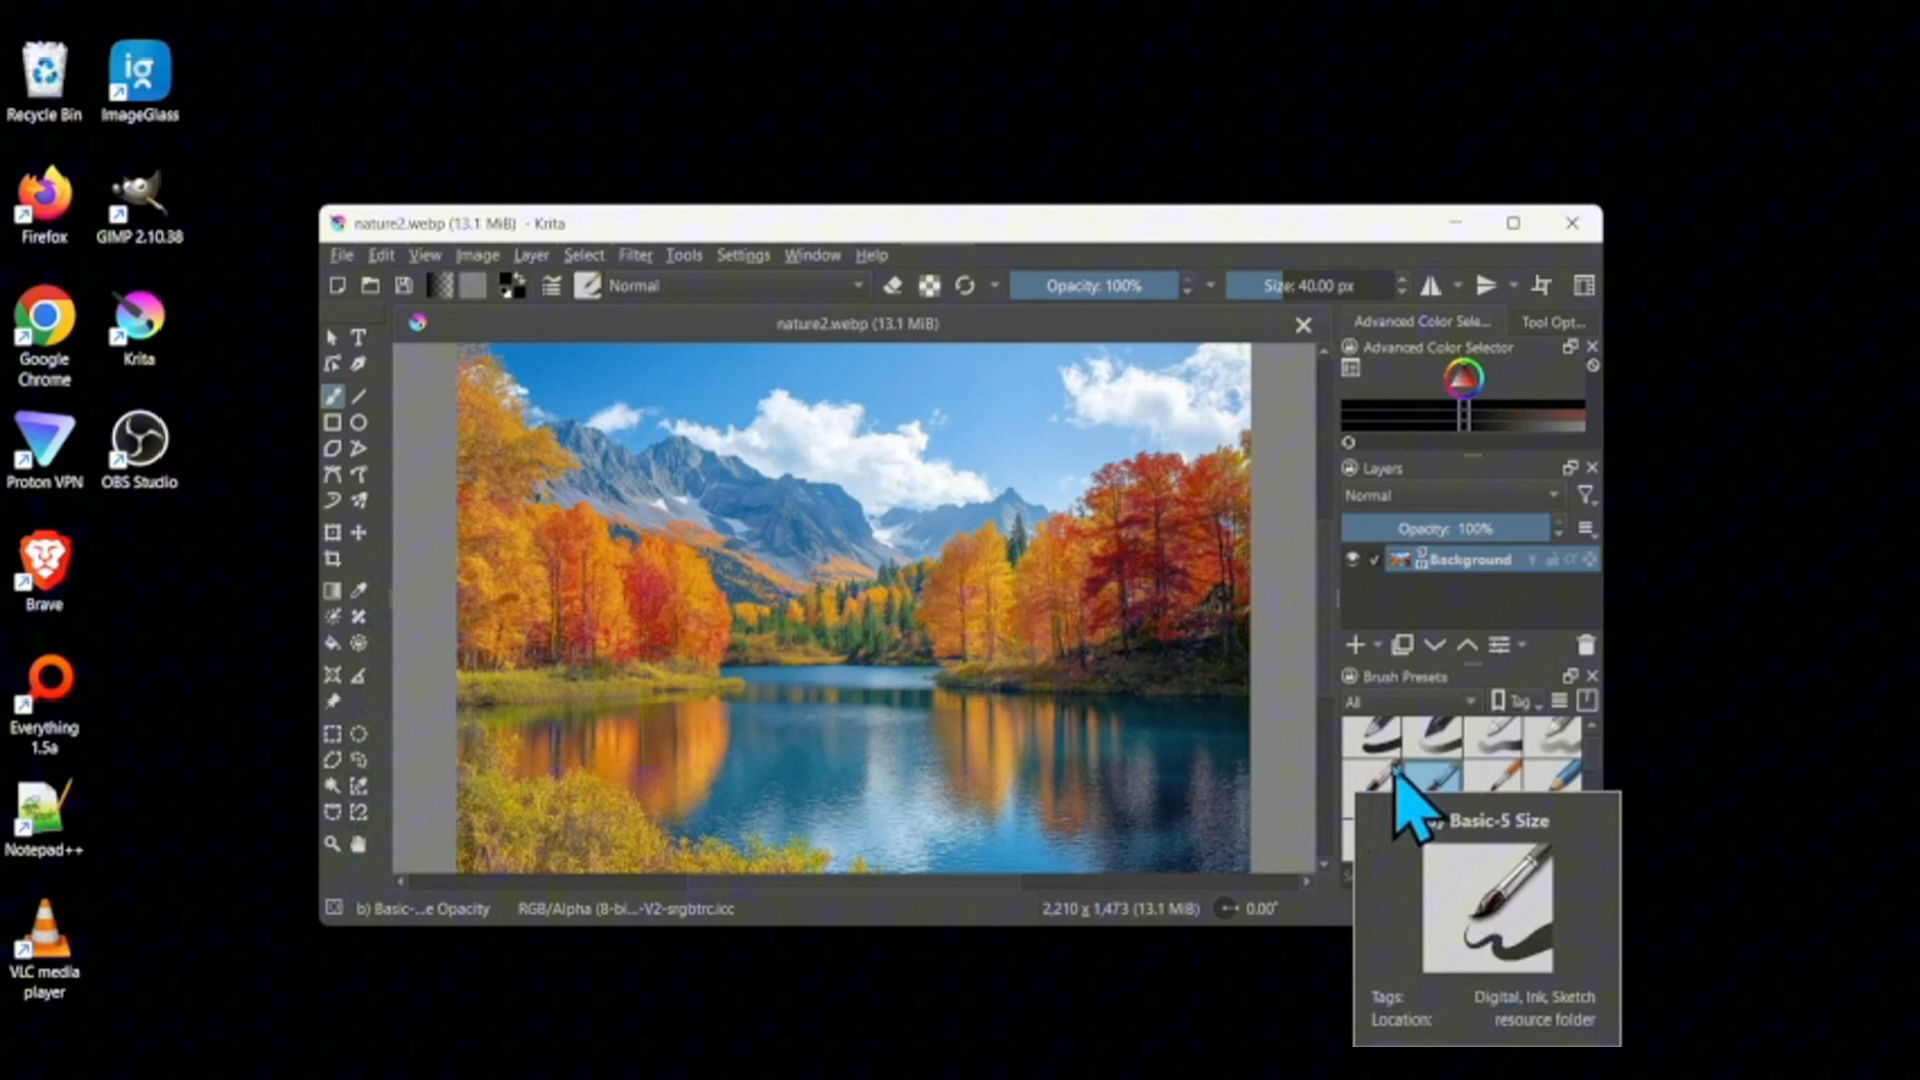 Recycle Bin
ImageGlass
Firefox
GIMP 2.10.38
Google
Chrome
Krita
Proton VPN
OBS Studio
Brave
Everything
1.5a
Notepad++
VLC media
player
nature2.webp (13.1 MiB) - Krita
File Edit View Image Layer Select Filter Tools Settings Window Help
Normal
Opacity: 100%
Size: 40.00 px
nature2.webp (13.1 MiB)
Advanced Color Sele...
Tool Opt...
Advanced Color Selector
Layers
Normal
Opacity: 100%
Background
Brush Presets
All
Tag
Basic-5 Size
Tags: Digital, Ink, Sketch
Location: resource folder
b) Basic-...e Opacity
RGB/Alpha (8-bi...-V2-srgbtrc.icc
2,210 x 1,473 (13.1 MiB)
0.00°